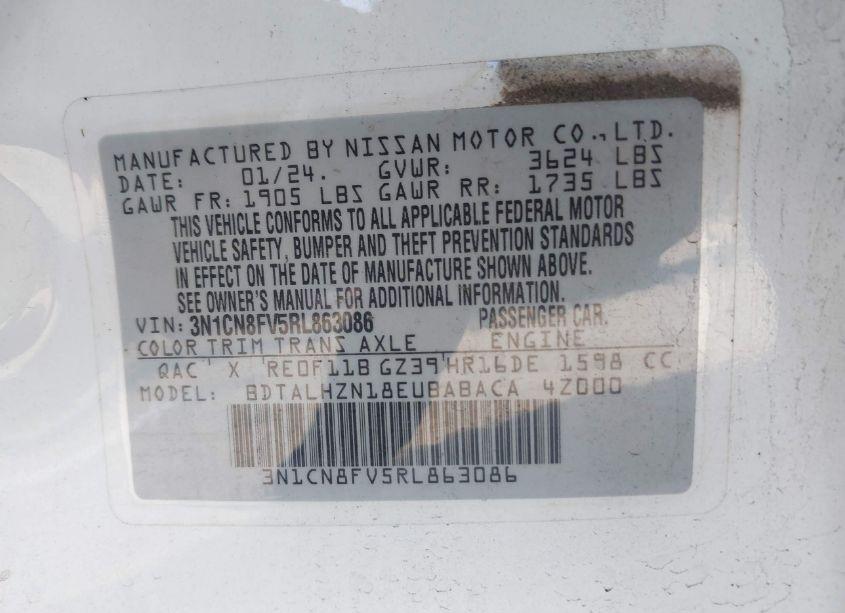 MANUFACTURED BY NISSAN MOTOR CO., LTD.
DATE: 01/24. GVWR: 3624 LBS
GAWR FR: 1905 LBS GAWR RR: 1735 LBS
THIS VEHICLE CONFORMS TO ALL APPLICABLE FEDERAL MOTOR
VEHICLE SAFETY, BUMPER AND THEFT PREVENTION STANDARDS
IN EFFECT ON THE DATE OF MANUFACTURE SHOWN ABOVE.
SEE OWNER'S MANUAL FOR ADDITIONAL INFORMATION.
VIN: 3N1CN8FV5RL863086 PASSENGER CAR.
COLOR TRIM TRANS AXLE ENGINE
QAC X RE0F11B GZ39 HR16DE 1598 CC
MODEL: BDTALHZN18EUBABACA 4Z000
3N1CN8FV5RL863086